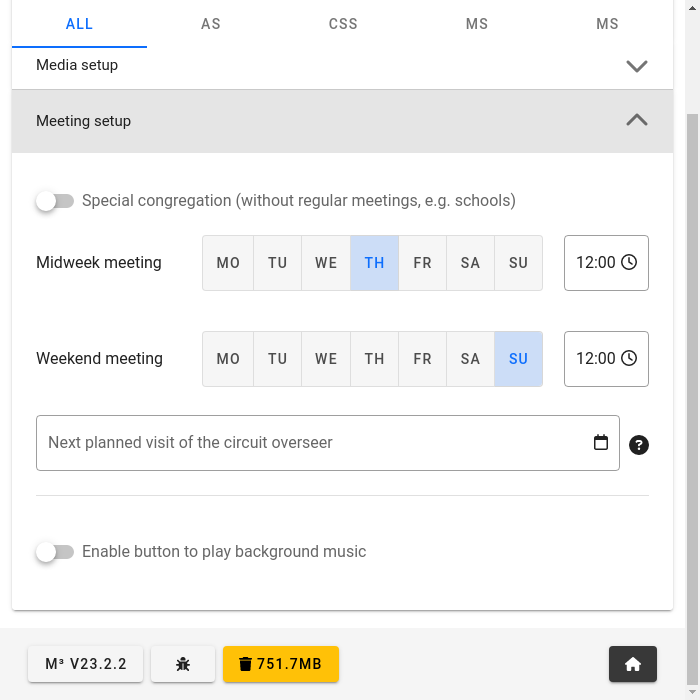 ALL AS CSS MS MS
Media setup
Meeting setup
Special congregation (without regular meetings, e.g. schools)
Midweek meeting MO TU WE TH FR SA SU 12:00
Weekend meeting MO TU WE TH FR SA SU 12:00
Next planned visit of the circuit overseer ?
Enable button to play background music
M³ V23.2.2 751.7MB